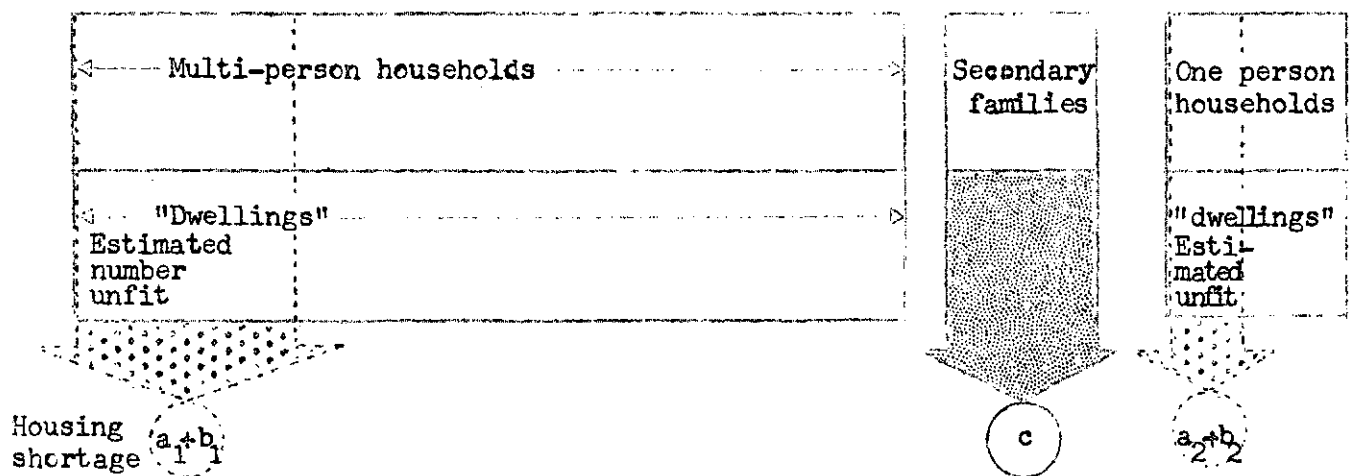 Multi-person households
Secondary
families
One person
households
"Dwellings"
Estimated
number
unfit
"dwellings"
Esti-
mated
unfit
Housing
shortage
a₁+b₁
c
a₂+b₂